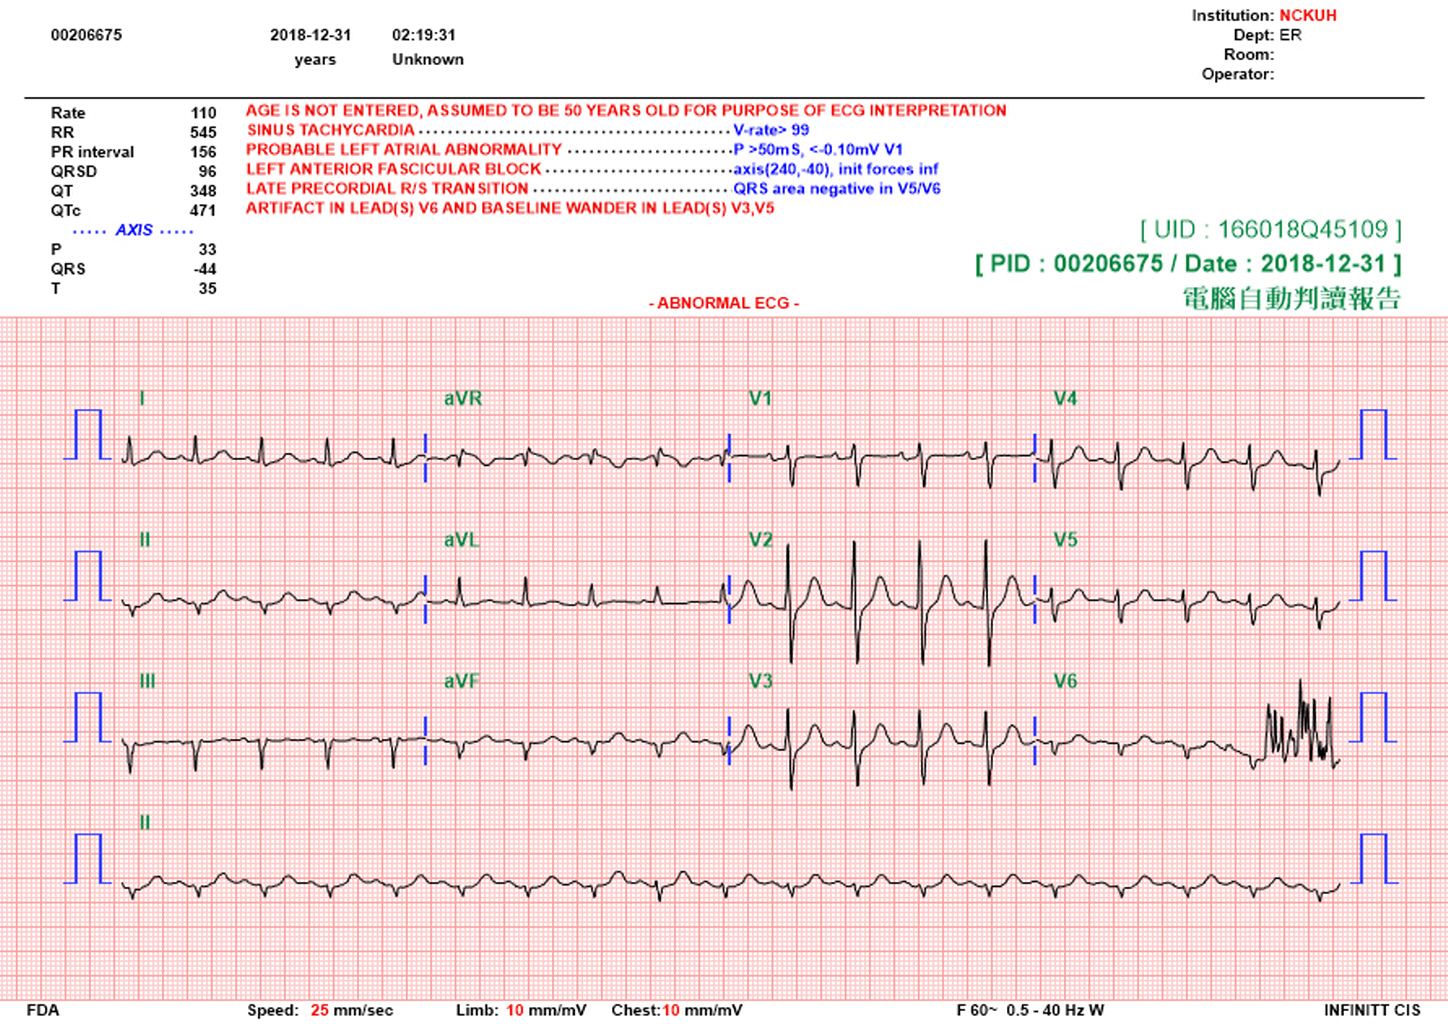 Institution: NCKUH
00206675 2018-12-31 02:19:31 Dept: ER
years Unknown Room:
Operator:
Rate 110 AGE IS NOT ENTERED, ASSUMED TO BE 50 YEARS OLD FOR PURPOSE OF ECG INTERPRETATION
RR 545 SINUS TACHYCARDIA ........................................ V-rate> 99
PR interval 156 PROBABLE LEFT ATRIAL ABNORMALITY ..................... P >50mS, <-0.10mV V1
QRSD 96 LEFT ANTERIOR FASCICULAR BLOCK ........................ axis(240,-40), init forces inf
QT 348 LATE PRECORDIAL R/S TRANSITION ......................... QRS area negative in V5/V6
QTc 471 ARTIFACT IN LEAD(S) V6 AND BASELINE WANDER IN LEAD(S) V3,V5
..... AXIS .....
[ UID : 166018Q45109 ]
P 33
QRS -44
[ PID : 00206675 / Date : 2018-12-31 ]
T 35
電腦自動判讀報告
- ABNORMAL ECG -
I aVR V1 V4
II aVL V2 V5
III aVF V3 V6
II
FDA Speed: 25 mm/sec Limb: 10 mm/mV Chest:10 mm/mV F 60~ 0.5 - 40 Hz W INFINITT CIS